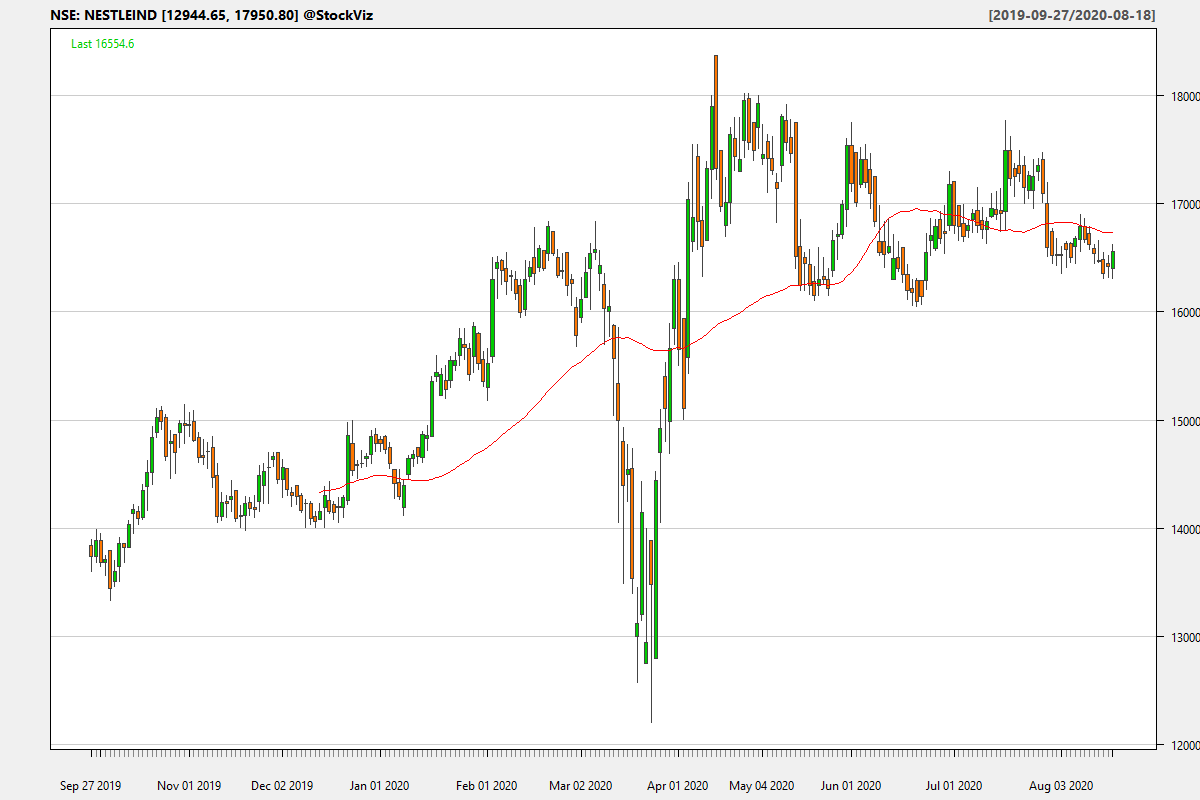 NSE: NESTLEIND [12944.65, 17950.80] @StockViz [2019-09-27/2020-08-18]
Last 16554.6
18000
17000
16000
15000
14000
13000
12000
Sep 27 2019 Nov 01 2019 Dec 02 2019 Jan 01 2020 Feb 01 2020 Mar 02 2020 Apr 01 2020 May 04 2020 Jun 01 2020 Jul 01 2020 Aug 03 2020